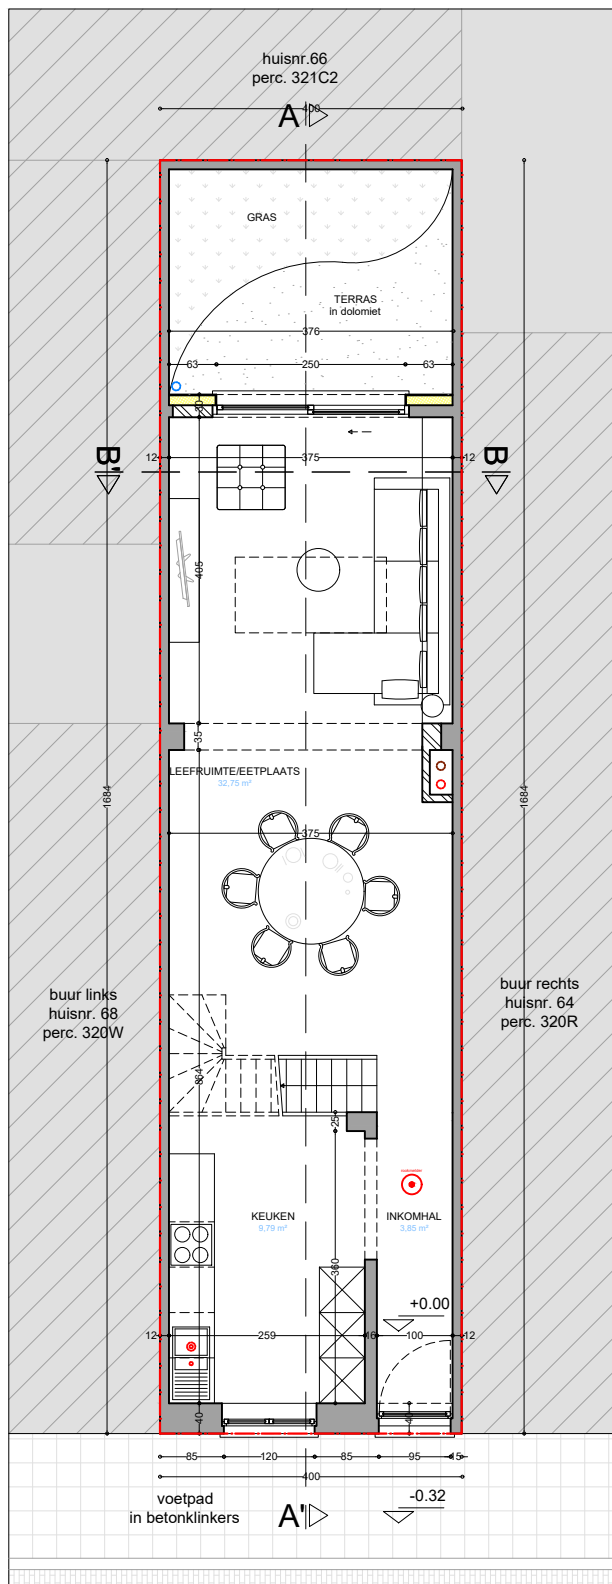 huisnr.66
perc. 321C2
400
A
GRAS
TERRAS
in dolomiet
376
63 250 63
30
B' 12 375 12 B
405
35
LEEFRUIMTE/EETPLAATS
32,75 m²
1684
1684
375
buur links
huisnr. 68
perc. 320W
buur rechts
huisnr. 64
perc. 320R
864
25
KEUKEN
9,79 m²
INKOMHAL
3,85 m²
360
+0.00
12 259 16 100 12
40
40
85 120 85 95 15
400
voetpad
in betonklinkers
A'
-0.32